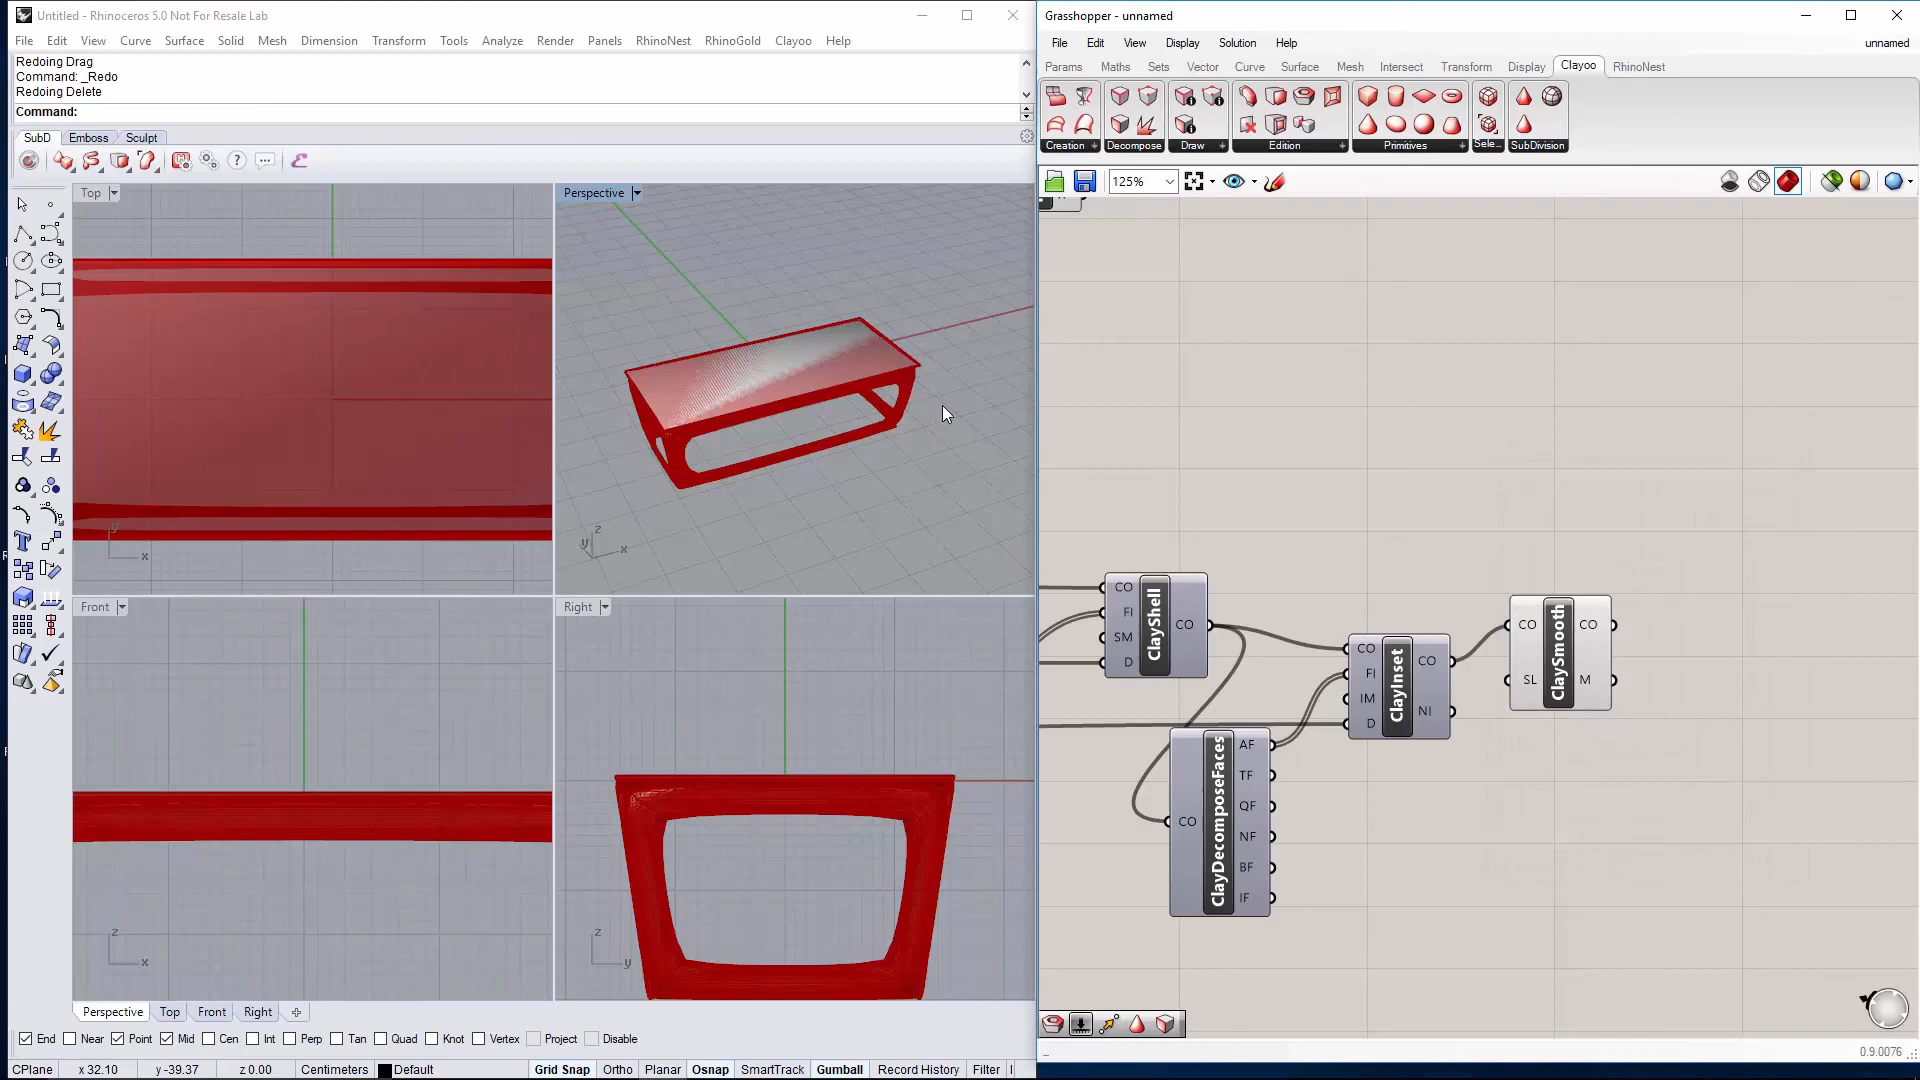 Untitled - Rhinoceros 5.0 Not For Resale Lab
File Edit View Curve Surface Solid Mesh Dimension Transform Tools Analyze Render Panels RhinoNest RhinoGold Clayoo Help
Redoing Drag
Command: _Redo
Redoing Delete
Command:
SubD Emboss Sculpt
Top
Perspective
y
x
z
y
x
Front
Right
z
x
z
y
Perspective Top Front Right
End Near Point Mid Cen Int Perp Tan Quad Knot Vertex Project Disable
CPlane x 32.10 y -39.37 z 0.00 Centimeters Default Grid Snap Ortho Planar Osnap SmartTrack Gumball Record History Filter
Grasshopper - unnamed
File Edit View Display Solution Help unnamed
Params Maths Sets Vector Curve Surface Mesh Intersect Transform Display Clayoo RhinoNest
Creation Decompose Draw Edition Primitives Sele... SubDivision
125%
ClayShell
CO
FI
SM
D
CO
ClayInset
CO
FI
IM
D
CO
NI
ClaySmooth
CO
SL
CO
M
ClayDecomposeFaces
CO
AF
TF
QF
NF
BF
IF
0.9.0076